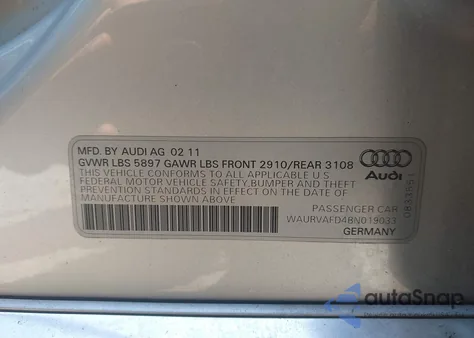 MFD. BY AUDI AG 02 11
GVWR LBS 5897 GAWR LBS FRONT 2910/REAR 3108
THIS VEHICLE CONFORMS TO ALL APPLICABLE U S
FEDERAL MOTOR VEHICLE SAFETY,BUMPER AND THEFT
PREVENTION STANDARDS IN EFFECT ON THE DATE OF
MANUFACTURE SHOWN ABOVE
Audi
PASSENGER CAR
WAURVAFD4BN019033
GERMANY
autoSnap